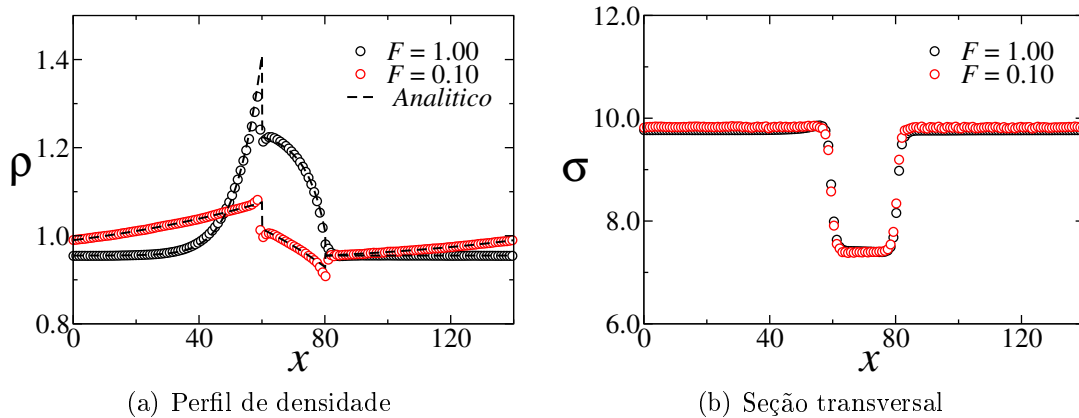 1.4
1.2
1.0
0.8
ρ
0
40
80
120
x
F = 1.00
F = 0.10
Analitico
(a) Perfil de densidade
12.0
10.0
8.0
6.0
σ
0
40
80
120
x
F = 1.00
F = 0.10
(b) Seção transversal